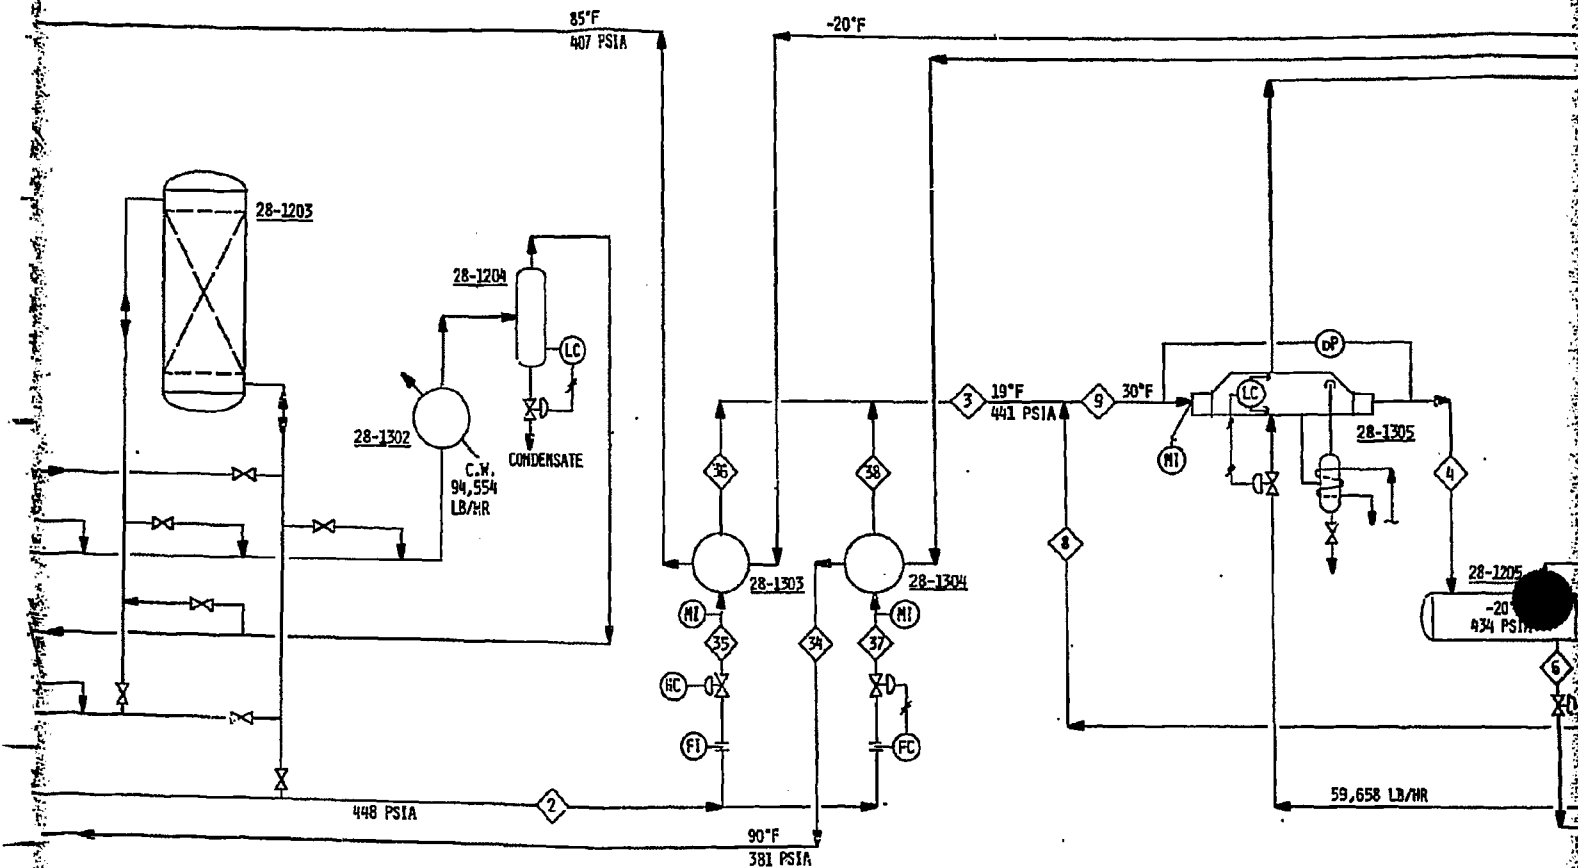 85°F
407 PSIA
-20°F
28-1203
28-1204
LC
28-1302
C.W.
94,554
LB/HR
CONDENSATE
3
19°F
441 PSIA
9
30°F
DP
LC
28-1305
MI
36
38
4
8
28-1303
28-1304
28-1205
434 PSIA
MI
MI
35
34
37
6
HC
FI
FC
2
448 PSIA
59,658 LB/HR
90°F
381 PSIA